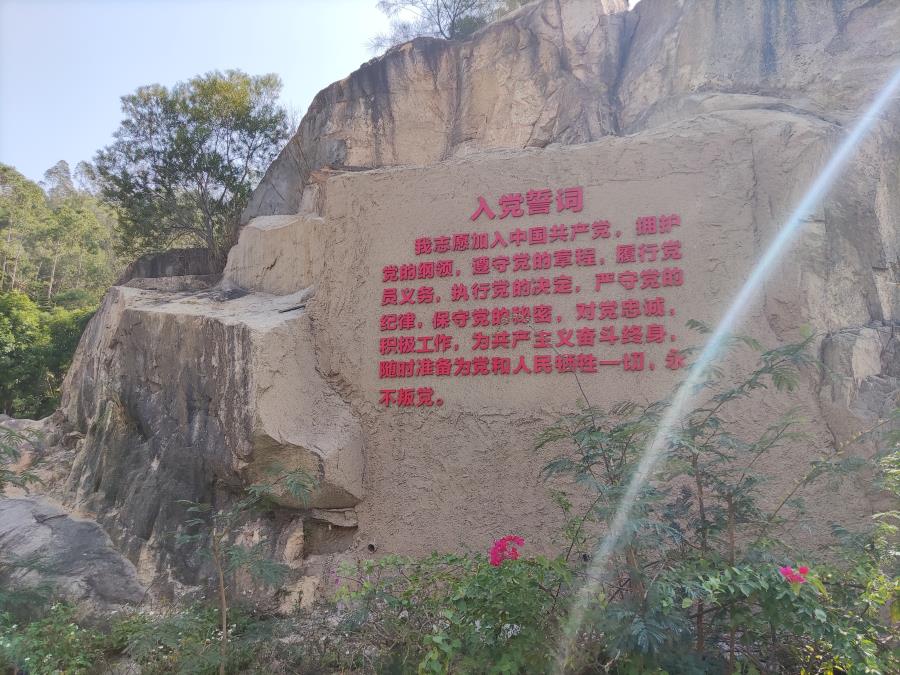 入党誓词
我志愿加入中国共产党，拥护
党的纲领，遵守党的章程，履行党
员义务，执行党的决定，严守党的
纪律，保守党的秘密，对党忠诚，
积极工作，为共产主义奋斗终身，
随时准备为党和人民牺牲一切，永
不叛党。